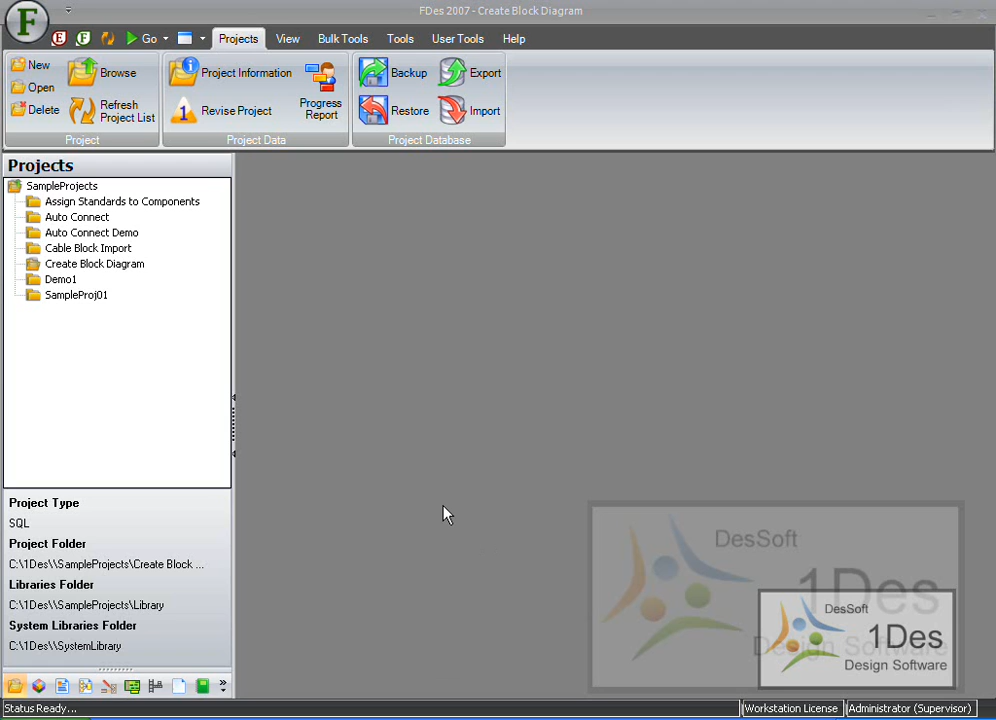 FDes 2007 - Create Block Diagram
F
E F Go Projects View Bulk Tools Tools User Tools Help
New Browse Project Information Backup Export
Open
Delete Refresh Project List Revise Project Progress Report Restore Import
Project Project Data Project Database
Projects
SampleProjects
Assign Standards to Components
Auto Connect
Auto Connect Demo
Cable Block Import
Create Block Diagram
Demo1
SampleProj01
Project Type
SQL
Project Folder
C:\1Des\\SampleProjects\Create Block ...
Libraries Folder
C:\1Des\\SampleProjects\Library
System Libraries Folder
C:\1Des\\SystemLibrary
DesSoft
1Des
Design Software
DesSoft
1Des
Design Software
Status Ready... Workstation License Administrator (Supervisor)